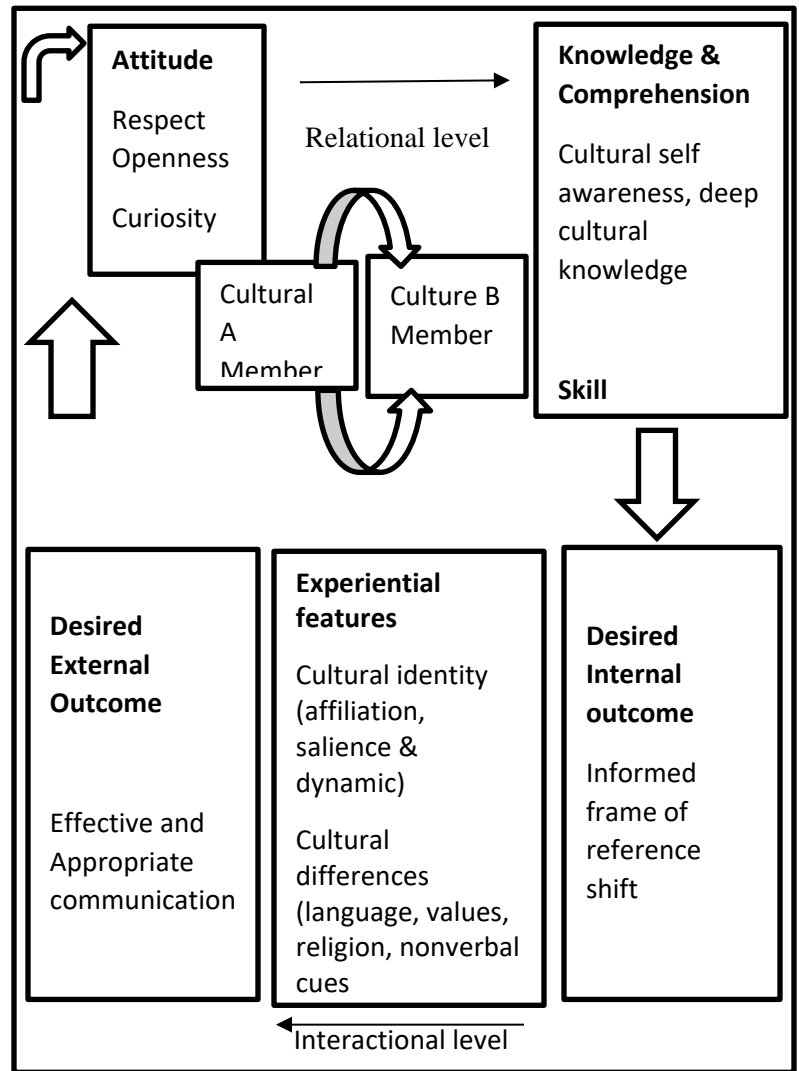 Attitude
Respect
Openness
Curiosity
Relational level
Knowledge &
Comprehension
Cultural self
awareness, deep
cultural
knowledge
Skill
Cultural
A
Member
Culture B
Member
Desired
External
Outcome
Effective and
Appropriate
communication
Experiential
features
Cultural identity
(affiliation,
salience &
dynamic)
Cultural
differences
(language, values,
religion, nonverbal
cues
Desired
Internal
outcome
Informed
frame of
reference
shift
Interactional level